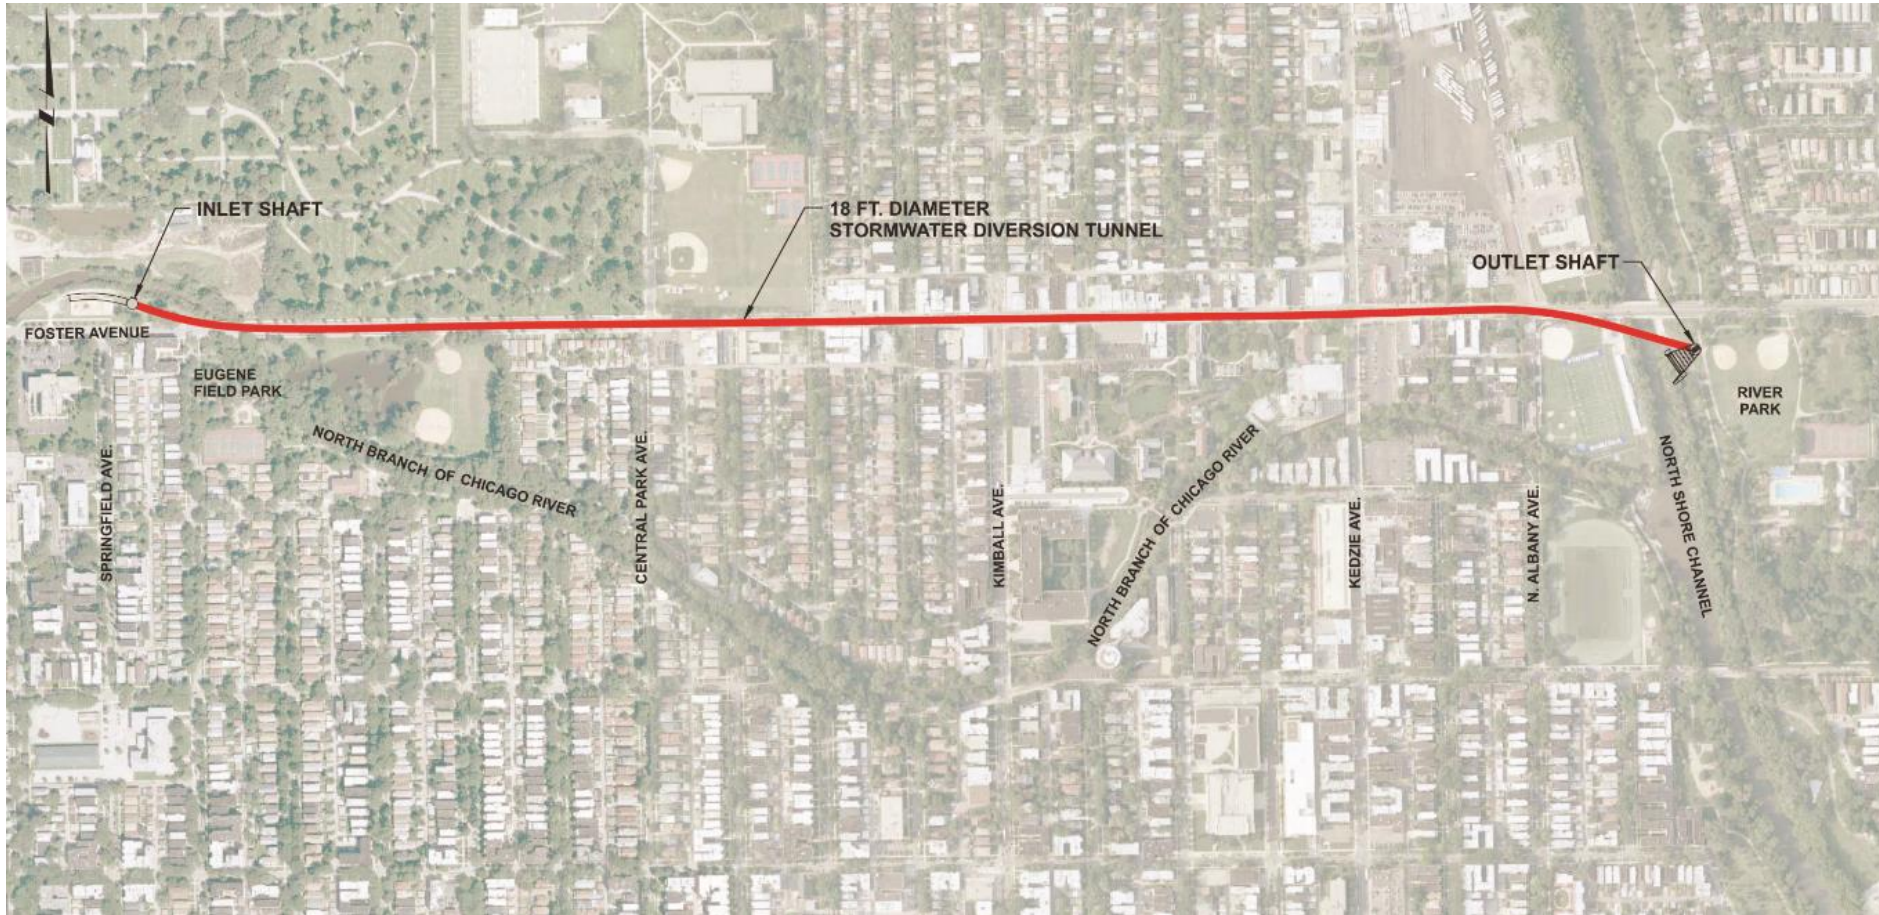 INLET SHAFT
18 FT. DIAMETER
STORMWATER DIVERSION TUNNEL
OUTLET SHAFT
FOSTER AVENUE
EUGENE
FIELD PARK
RIVER
PARK
NORTH BRANCH OF CHICAGO RIVER
NORTH BRANCH OF CHICAGO RIVER
SPRINGFIELD AVE.
CENTRAL PARK AVE.
KIMBALL AVE.
KEDZIE AVE.
N. ALBANY AVE.
NORTH SHORE CHANNEL